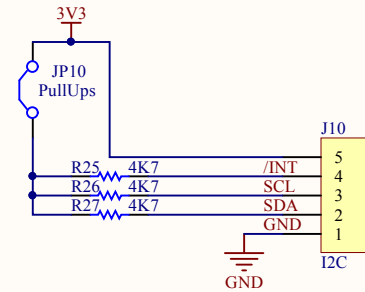 3V3
JP10
PullUps
J10
5
R25 4K7 /INT 4
R26 4K7 SCL 3
R27 4K7 SDA 2
GND 1
GND
I2C